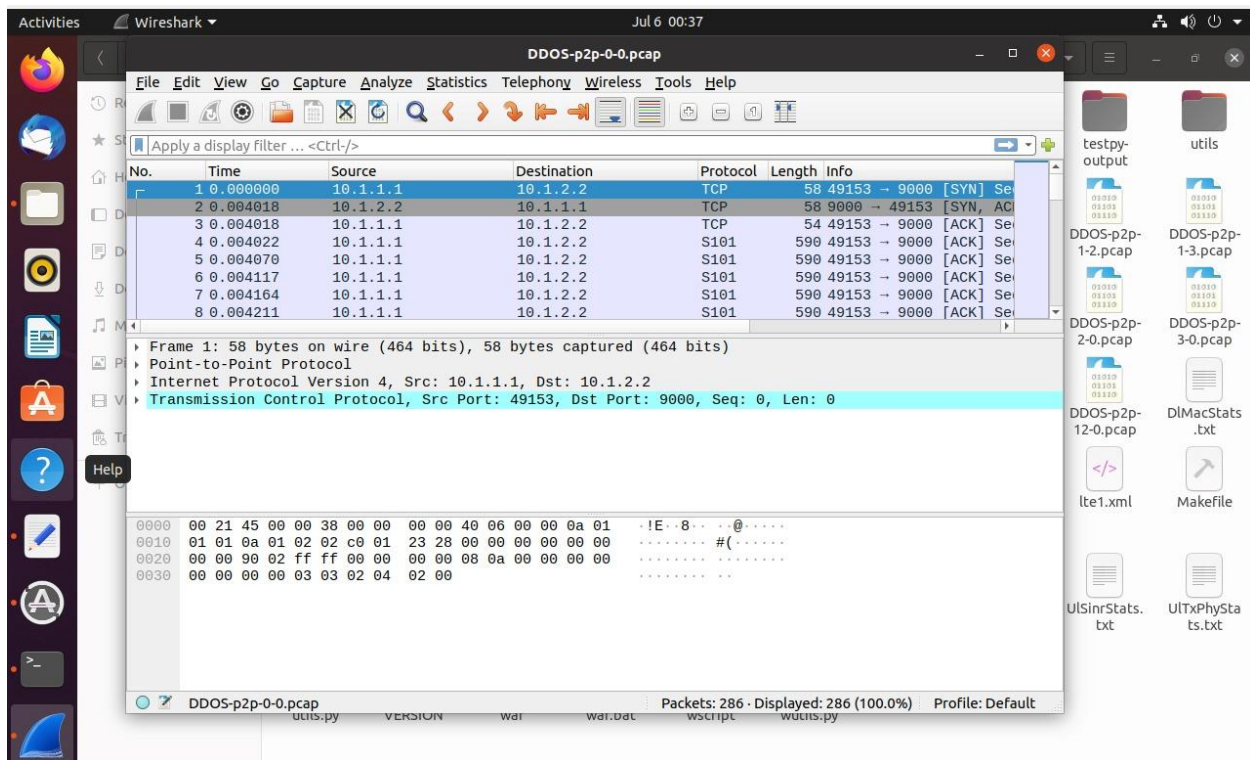 Activities Wireshark Jul 6 00:37
DDOS-p2p-0-0.pcap
File Edit View Go Capture Analyze Statistics Telephony Wireless Tools Help
Apply a display filter … <Ctrl-/>
No. Time Source Destination Protocol Length Info
1 0.000000 10.1.1.1 10.1.2.2 TCP 58 49153 → 9000 [SYN] Se
2 0.004018 10.1.2.2 10.1.1.1 TCP 58 9000 → 49153 [SYN, AC
3 0.004018 10.1.1.1 10.1.2.2 TCP 54 49153 → 9000 [ACK] Se
4 0.004022 10.1.1.1 10.1.2.2 S101 590 49153 → 9000 [ACK] Se
5 0.004070 10.1.1.1 10.1.2.2 S101 590 49153 → 9000 [ACK] Se
6 0.004117 10.1.1.1 10.1.2.2 S101 590 49153 → 9000 [ACK] Se
7 0.004164 10.1.1.1 10.1.2.2 S101 590 49153 → 9000 [ACK] Se
8 0.004211 10.1.1.1 10.1.2.2 S101 590 49153 → 9000 [ACK] Se
Frame 1: 58 bytes on wire (464 bits), 58 bytes captured (464 bits)
Point-to-Point Protocol
Internet Protocol Version 4, Src: 10.1.1.1, Dst: 10.1.2.2
Transmission Control Protocol, Src Port: 49153, Dst Port: 9000, Seq: 0, Len: 0
0000 00 21 45 00 00 38 00 00 00 00 40 06 00 00 0a 01 ·!E··8·· ··@·····
0010 01 01 0a 01 02 02 c0 01 23 28 00 00 00 00 00 00 ········ #(······
0020 00 00 90 02 ff ff 00 00 00 00 08 0a 00 00 00 00 ········ ········
0030 00 00 00 00 03 03 02 04 02 00 ········ ··
DDOS-p2p-0-0.pcap Packets: 286 · Displayed: 286 (100.0%) Profile: Default
Help
testpy-
output
utils
DDOS-p2p-
1-2.pcap
DDOS-p2p-
1-3.pcap
DDOS-p2p-
2-0.pcap
DDOS-p2p-
3-0.pcap
DDOS-p2p-
12-0.pcap
DlMacStats
.txt
lte1.xml
Makefile
UlSinrStats.
txt
UlTxPhySta
ts.txt
utils.py VERSION waf waf.bat wscript wutils.py